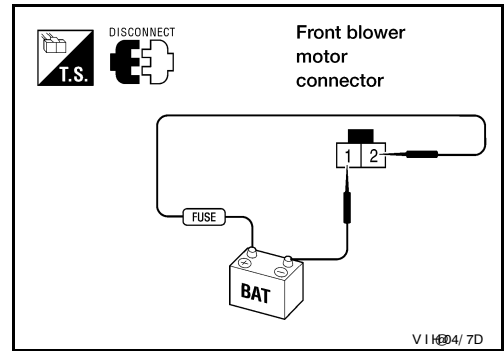 DISCONNECT
T.S.
Front blower
motor
connector
1 2
FUSE
BAT